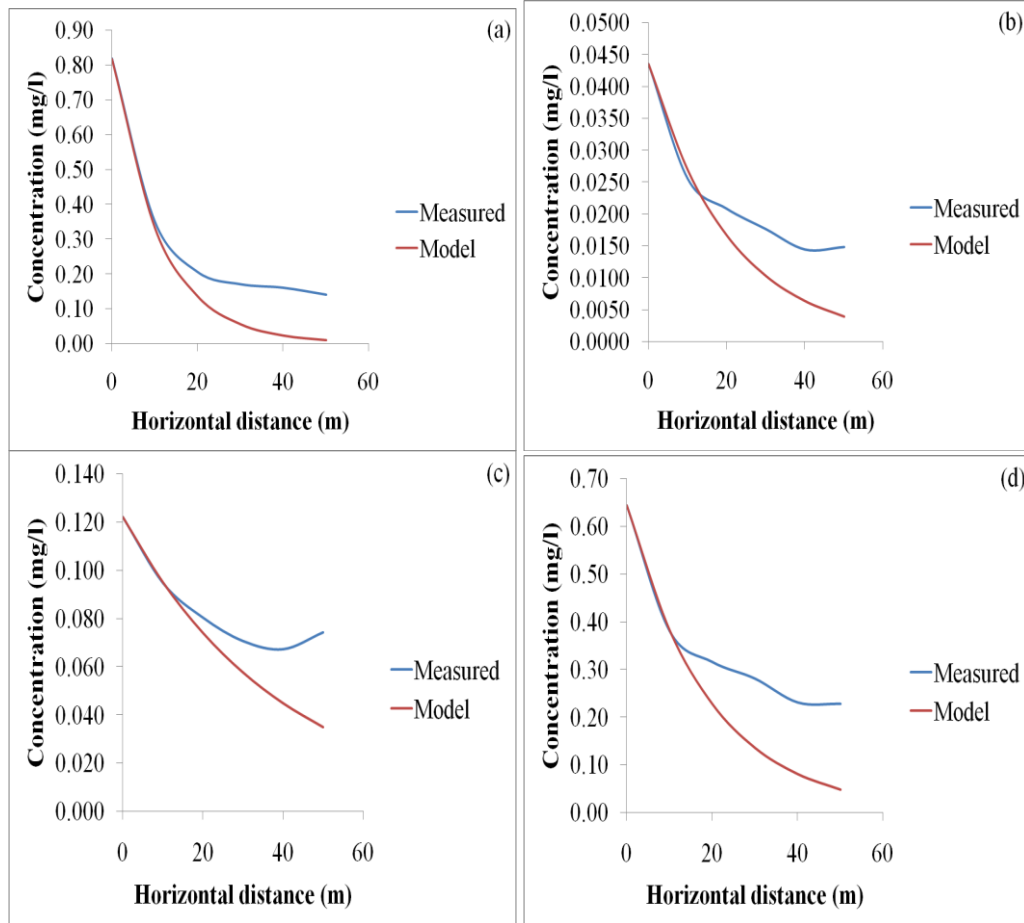 (a)
0.90
0.80
0.70
0.60
0.50
0.40
0.30
0.20
0.10
0.00
0 20 40 60
Concentration (mg/l)
Horizontal distance (m)
Measured
Model
(b)
0.0500
0.0450
0.0400
0.0350
0.0300
0.0250
0.0200
0.0150
0.0100
0.0050
0.0000
0 20 40 60
Concentration (mg/l)
Horizontal distance (m)
Measured
Model
(c)
0.140
0.120
0.100
0.080
0.060
0.040
0.020
0.000
0 20 40 60
Concentration (mg/l)
Horizontal distance (m)
Measured
Model
(d)
0.70
0.60
0.50
0.40
0.30
0.20
0.10
0.00
0 20 40 60
Concentration (mg/l)
Horizontal distance (m)
Measured
Model